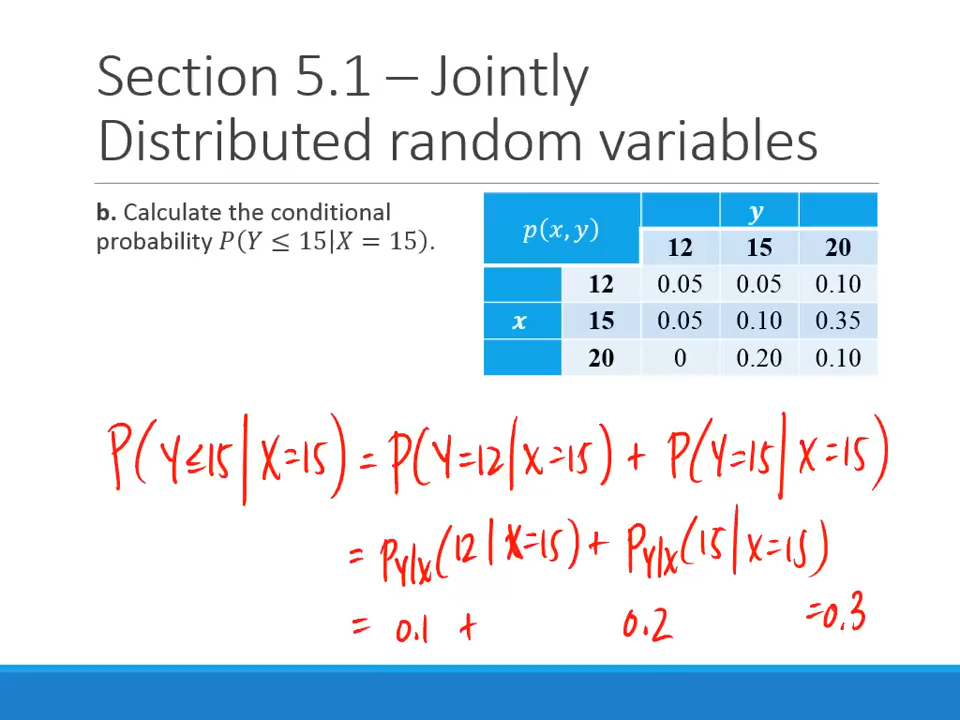 Section 5.1 – Jointly
Distributed random variables
b. Calculate the conditional
probability P(Y ≤ 15|X = 15).
p(x, y) y
12 15 20
12 0.05 0.05 0.10
x 15 0.05 0.10 0.35
20 0 0.20 0.10
P(Y≤15|X=15) = P(Y=12|X=15) + P(Y=15|X=15)
= P_{Y|X}(12|X=15) + P_{Y|X}(15|X=15)
= 0.1 + 0.2 =0.3